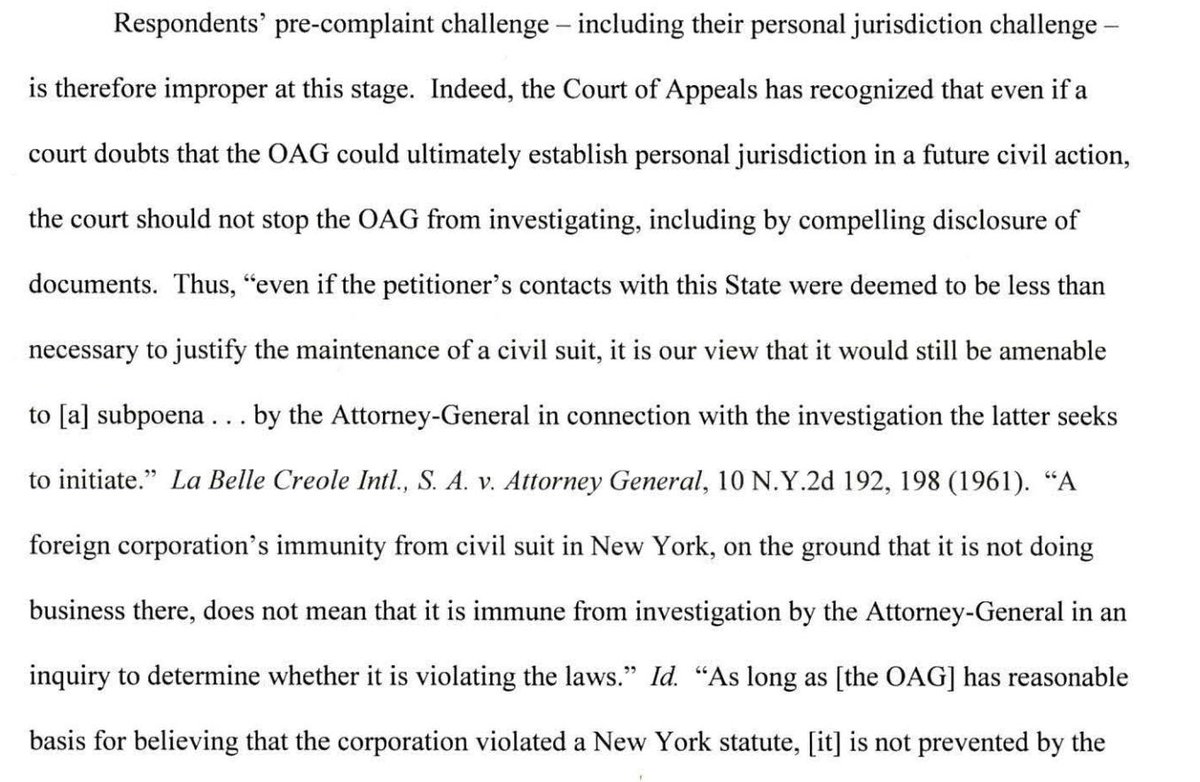 Respondents’ pre-complaint challenge – including their personal jurisdiction challenge –
is therefore improper at this stage.  Indeed, the Court of Appeals has recognized that even if a
court doubts that the OAG could ultimately establish personal jurisdiction in a future civil action,
the court should not stop the OAG from investigating, including by compelling disclosure of
documents.  Thus, “even if the petitioner’s contacts with this State were deemed to be less than
necessary to justify the maintenance of a civil suit, it is our view that it would still be amenable
to [a] subpoena . . . by the Attorney-General in connection with the investigation the latter seeks
to initiate.”  La Belle Creole Intl., S. A. v. Attorney General, 10 N.Y.2d 192, 198 (1961).  “A
foreign corporation’s immunity from civil suit in New York, on the ground that it is not doing
business there, does not mean that it is immune from investigation by the Attorney-General in an
inquiry to determine whether it is violating the laws.”  Id.  “As long as [the OAG] has reasonable
basis for believing that the corporation violated a New York statute, [it] is not prevented by the